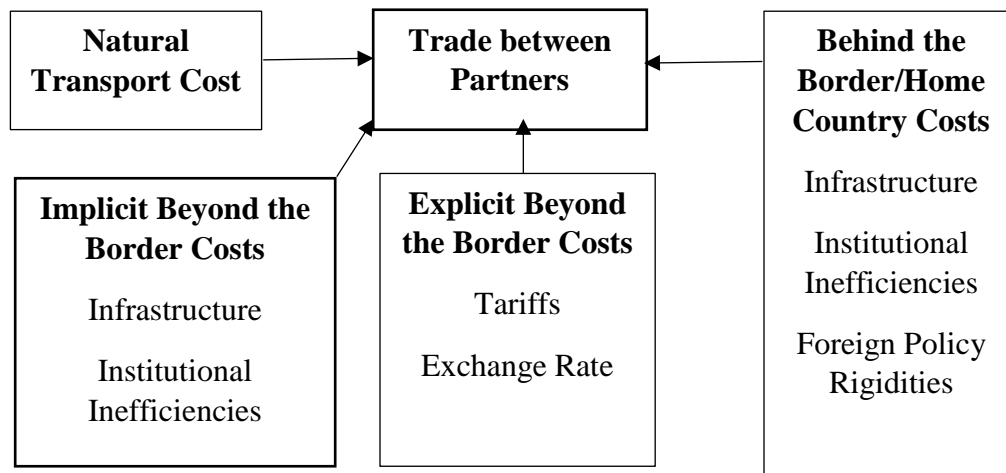 Natural
Transport Cost
Trade between
Partners
Behind the
Border/Home
Country Costs
Infrastructure
Institutional
Inefficiencies
Foreign Policy
Rigidities
Implicit Beyond the
Border Costs
Infrastructure
Institutional
Inefficiencies
Explicit Beyond
the Border Costs
Tariffs
Exchange Rate